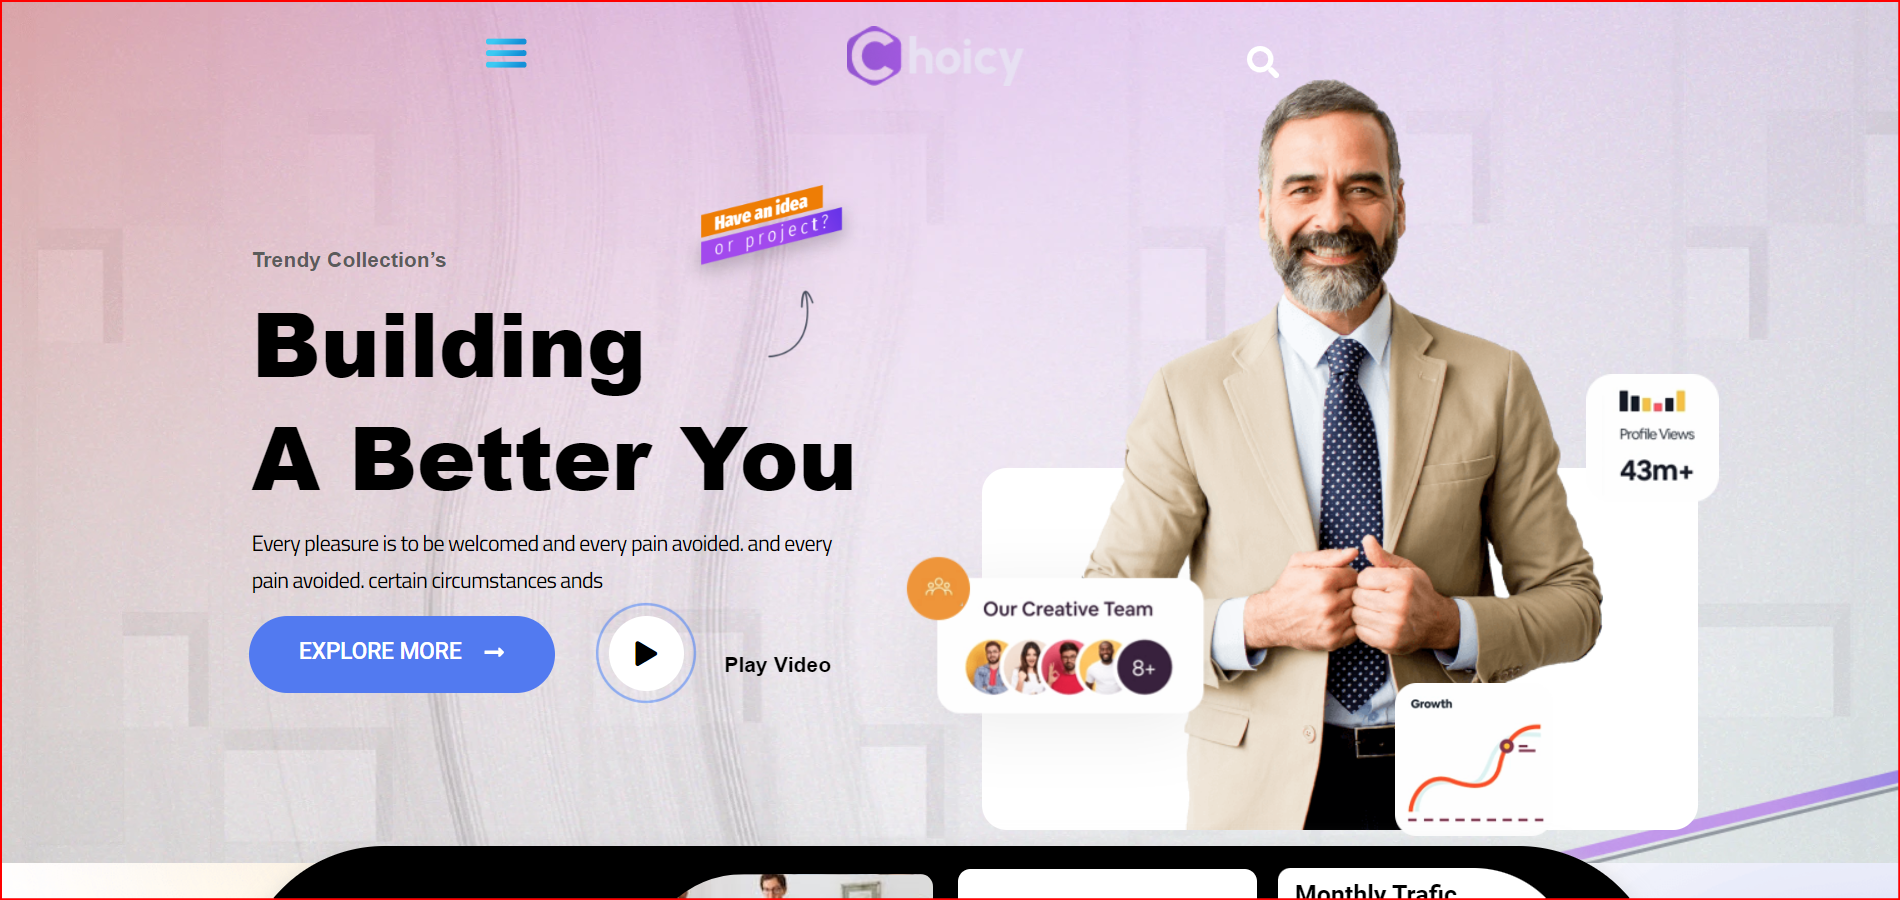 Choicy
Have an idea
or project?
Trendy Collection’s
Building
A Better You
Every pleasure is to be welcomed and every pain avoided. and every
pain avoided. certain circumstances ands
EXPLORE MORE
Play Video
Profile Views
43m+
Our Creative Team
8+
Growth
Monthly Trafic